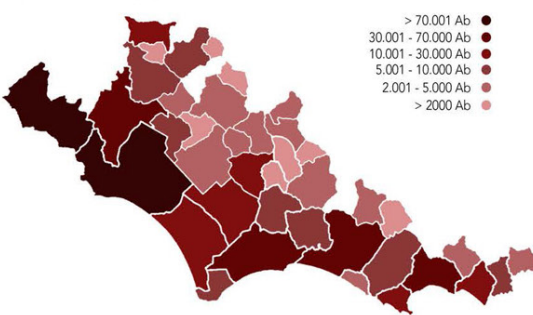 > 70.001 Ab
30.001 - 70.000 Ab
10.001 - 30.000 Ab
5.001 - 10.000 Ab
2.001 - 5.000 Ab
> 2000 Ab